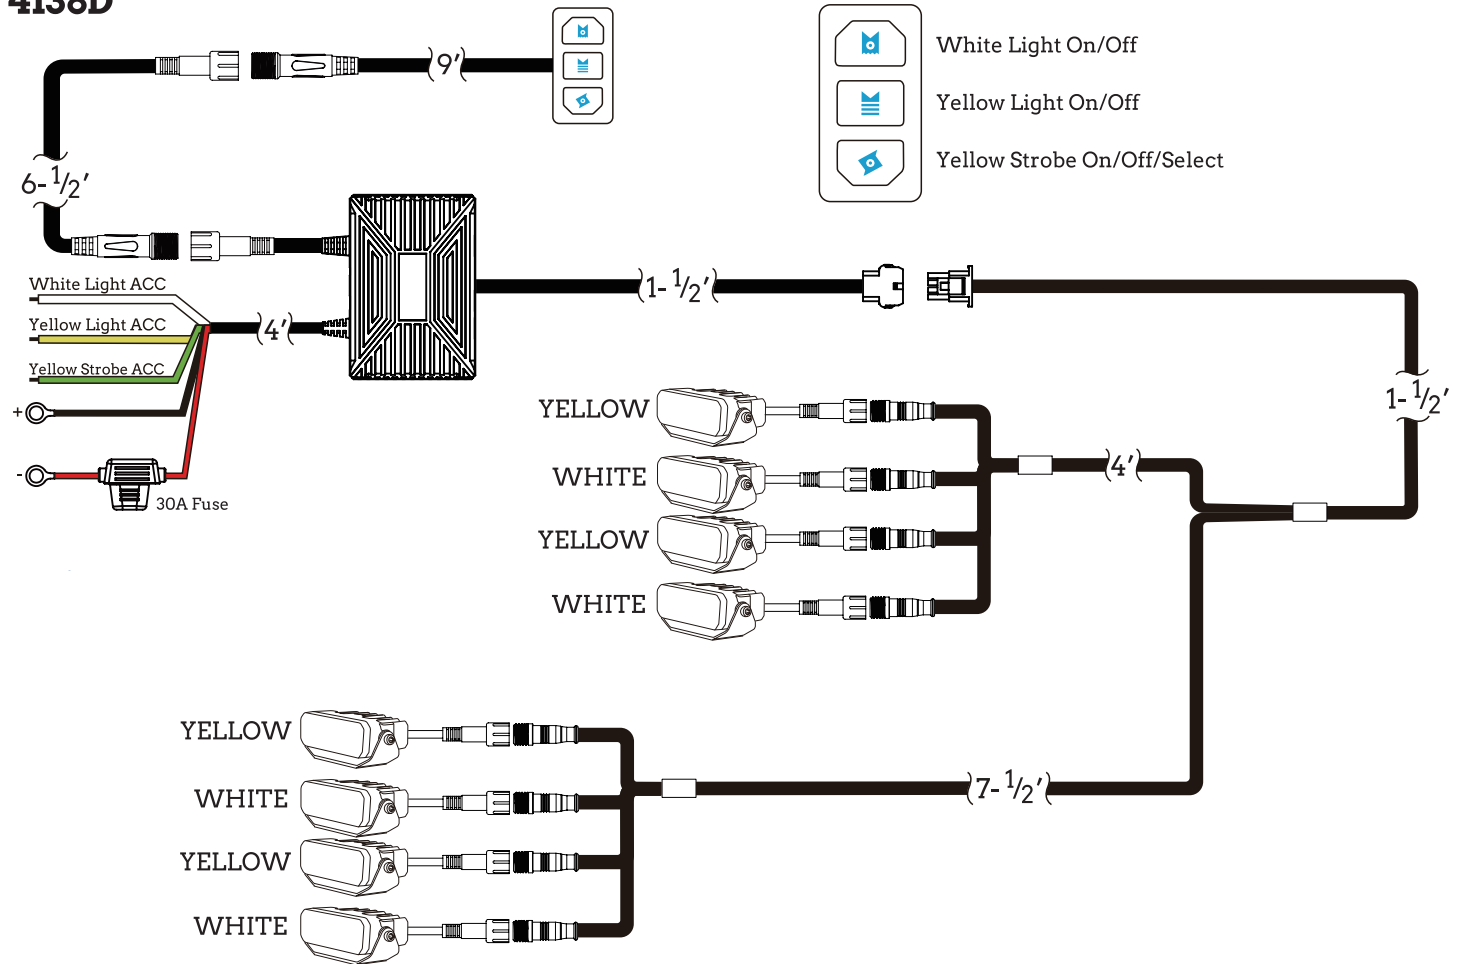 4138D
9'
White Light On/Off
Yellow Light On/Off
Yellow Strobe On/Off/Select
6-1/2'
White Light ACC
Yellow Light ACC
Yellow Strobe ACC
+
-
30A Fuse
4'
1-1/2'
1-1/2'
YELLOW
WHITE
YELLOW
WHITE
4'
YELLOW
WHITE
YELLOW
WHITE
7-1/2'